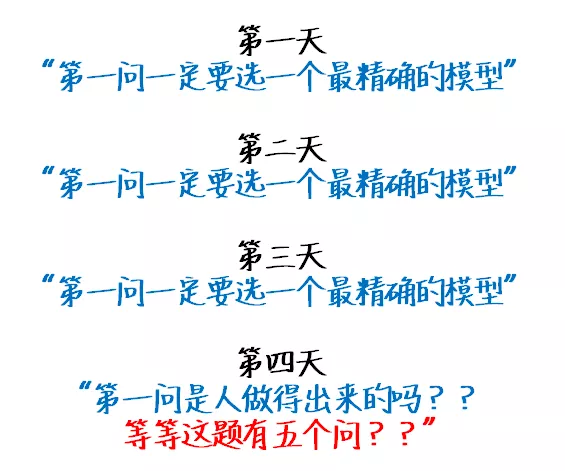 第一天
“第一问一定要选一个最精确的模型”
第二天
“第一问一定要选一个最精确的模型”
第三天
“第一问一定要选一个最精确的模型”
第四天
“第一问是人做得出来的吗？？
等等这题有五个问？？”